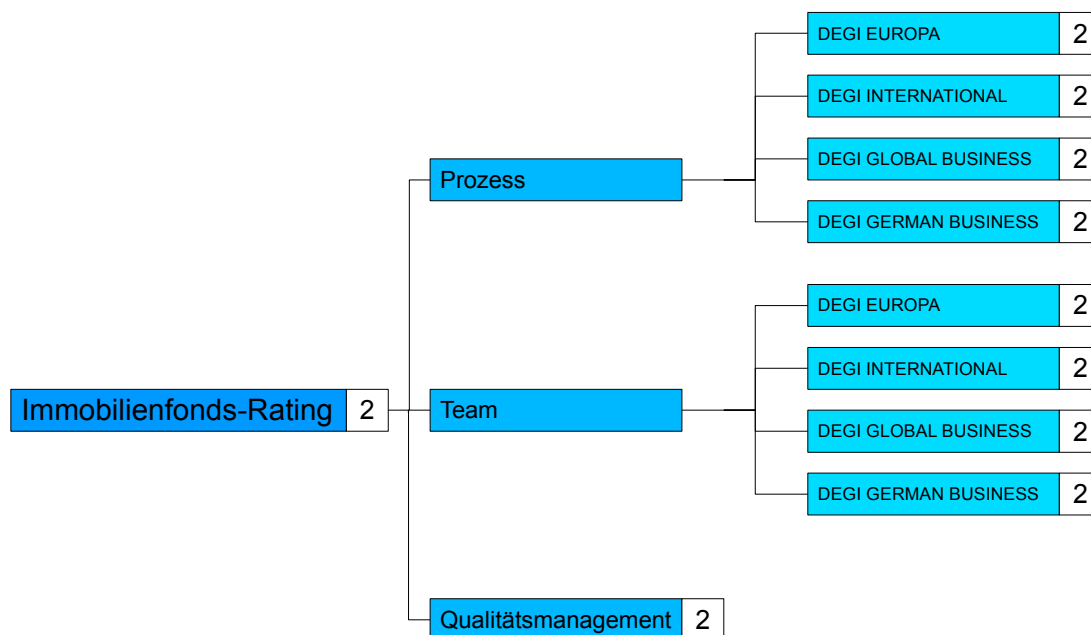 DEGI EUROPA 2
DEGI INTERNATIONAL 2
Prozess
DEGI GLOBAL BUSINESS 2
DEGI GERMAN BUSINESS 2
DEGI EUROPA 2
DEGI INTERNATIONAL 2
Immobilienfonds-Rating 2
Team
DEGI GLOBAL BUSINESS 2
DEGI GERMAN BUSINESS 2
Qualitätsmanagement 2